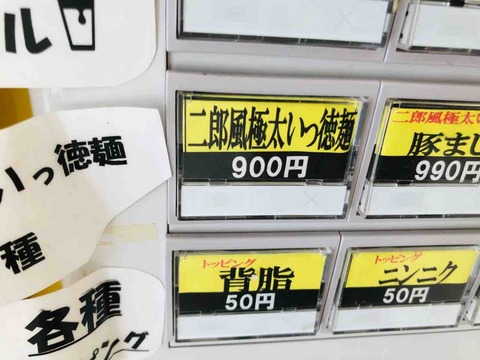 ル
いっ徳麺
種
各種
ピング
二郎風極太いっ徳麺
900円
二郎風極太い
豚まし
990円
トッピング
背脂
50円
トッピング
ニンニク
50円